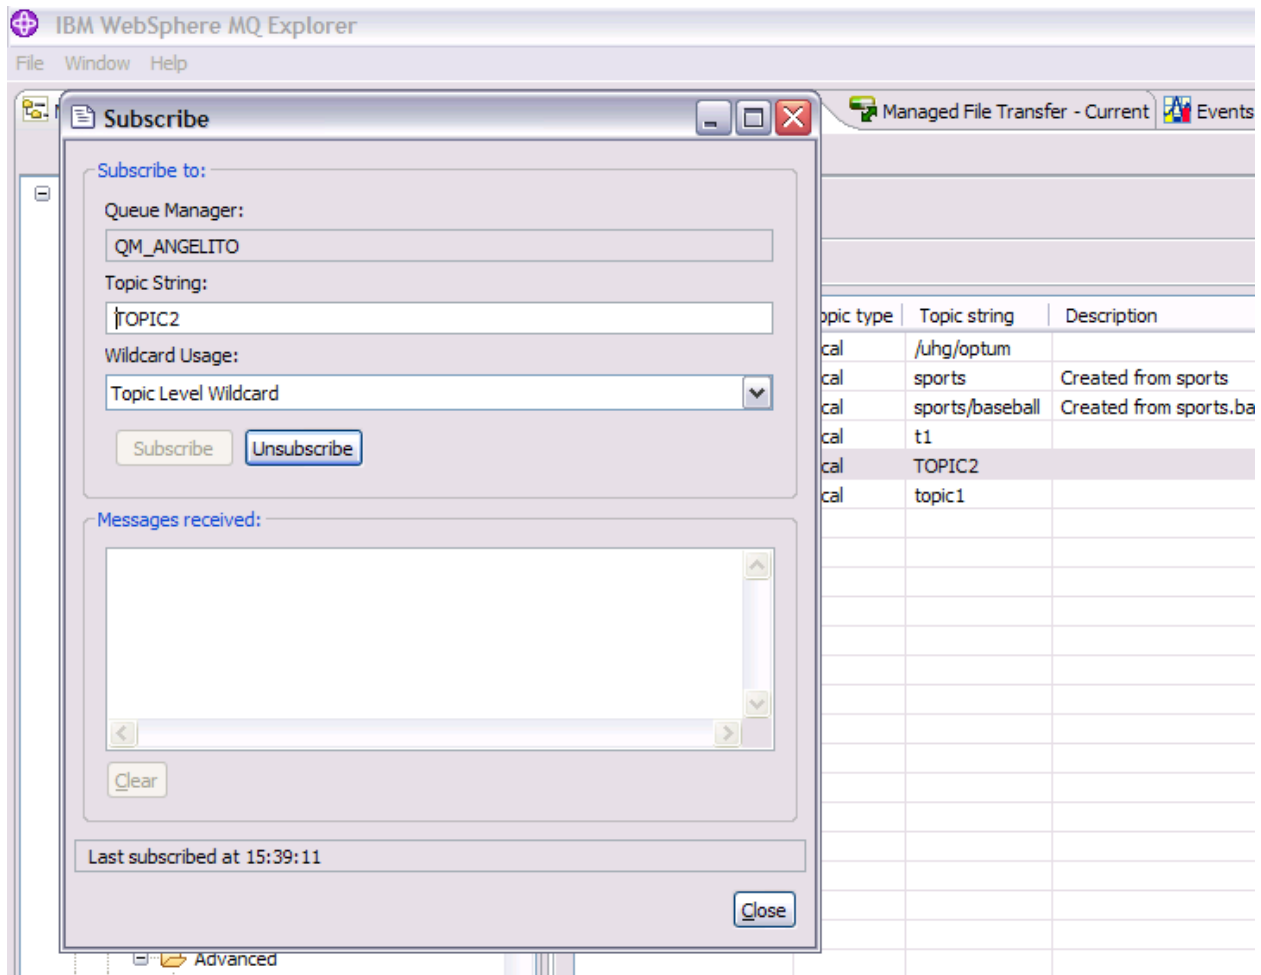 IBM WebSphere MQ Explorer
File Window Help
Subscribe
Managed File Transfer - Current
Events
Subscribe to:
Queue Manager:
QM_ANGELITO
Topic String:
TOPIC2
Wildcard Usage:
Topic Level Wildcard
Subscribe Unsubscribe
Messages received:
Clear
Last subscribed at 15:39:11
Close
opic type Topic string Description
cal /uhg/optum
cal sports Created from sports
cal sports/baseball Created from sports.ba
cal t1
cal TOPIC2
cal topic1
Advanced